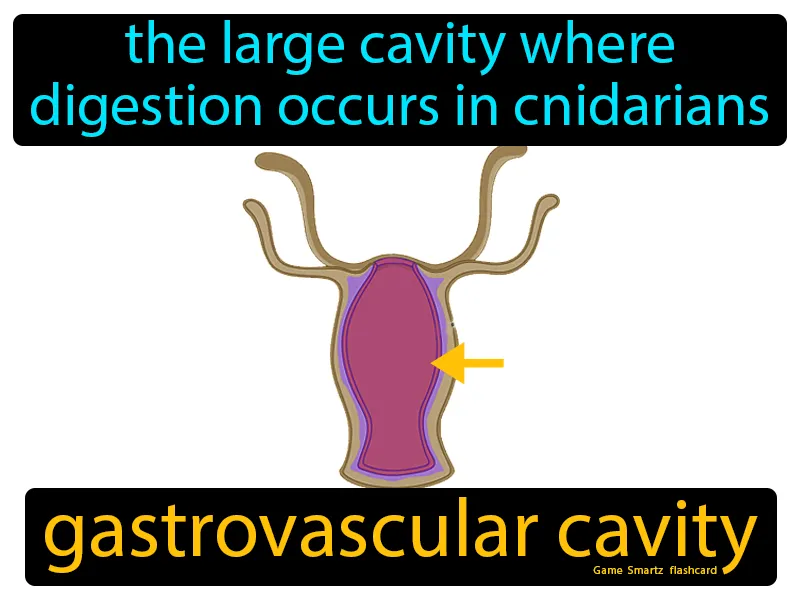 the large cavity where
digestion occurs in cnidarians
gastrovascular cavity
Game Smartz flashcard